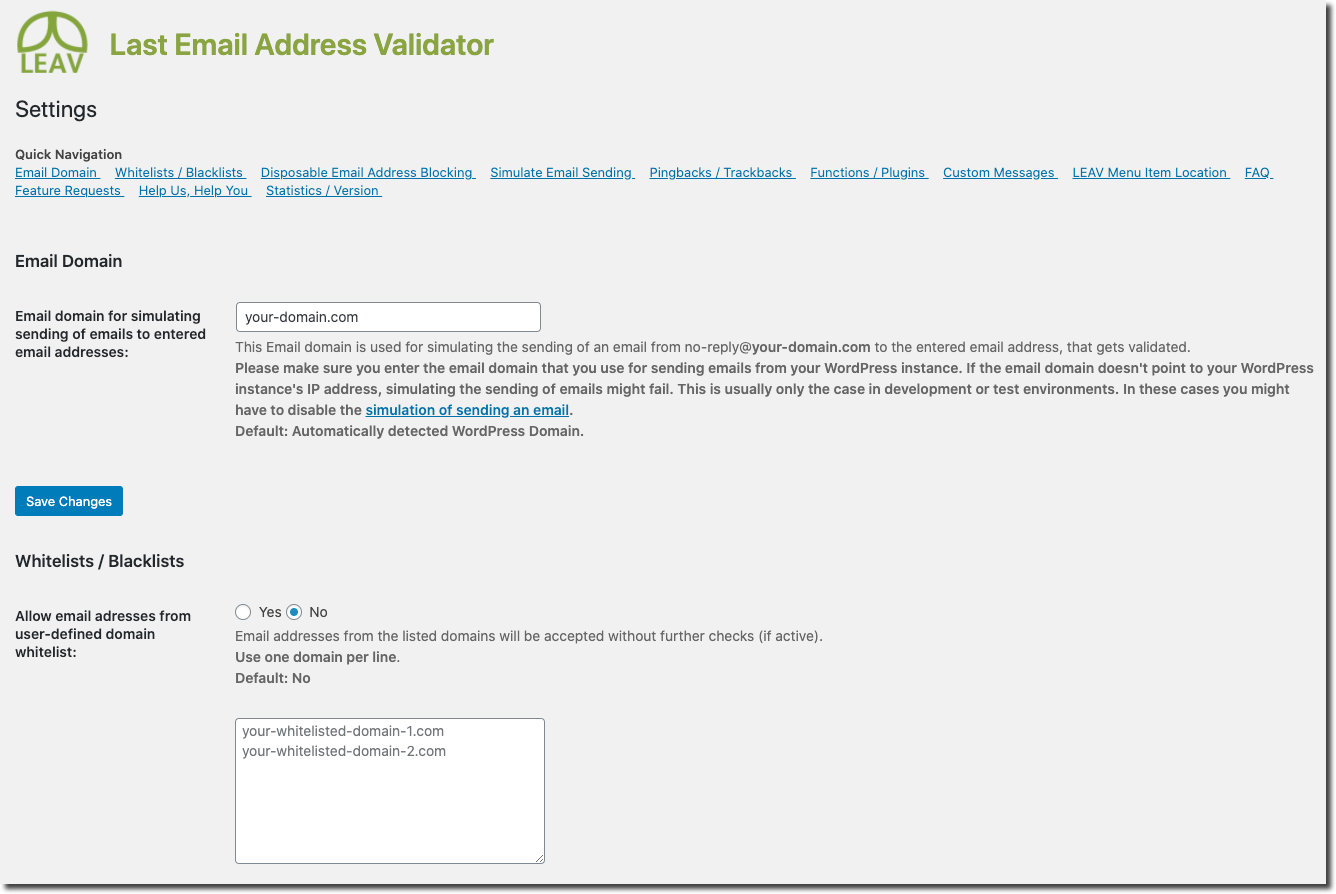 LEAV
Last Email Address Validator
Settings
Quick Navigation
Email Domain Whitelists / Blacklists Disposable Email Address Blocking Simulate Email Sending Pingbacks / Trackbacks Functions / Plugins Custom Messages LEAV Menu Item Location FAQ
Feature Requests Help Us, Help You Statistics / Version
Email Domain
Email domain for simulating
sending of emails to entered
email addresses:
your-domain.com
This Email domain is used for simulating the sending of an email from no-reply@your-domain.com to the entered email address, that gets validated.
Please make sure you enter the email domain that you use for sending emails from your WordPress instance. If the email domain doesn't point to your WordPress
instance's IP address, simulating the sending of emails might fail. This is usually only the case in development or test environments. In these cases you might
have to disable the simulation of sending an email.
Default: Automatically detected WordPress Domain.
Save Changes
Whitelists / Blacklists
Allow email adresses from
user-defined domain
whitelist:
Yes No
Email addresses from the listed domains will be accepted without further checks (if active).
Use one domain per line.
Default: No
your-whitelisted-domain-1.com
your-whitelisted-domain-2.com